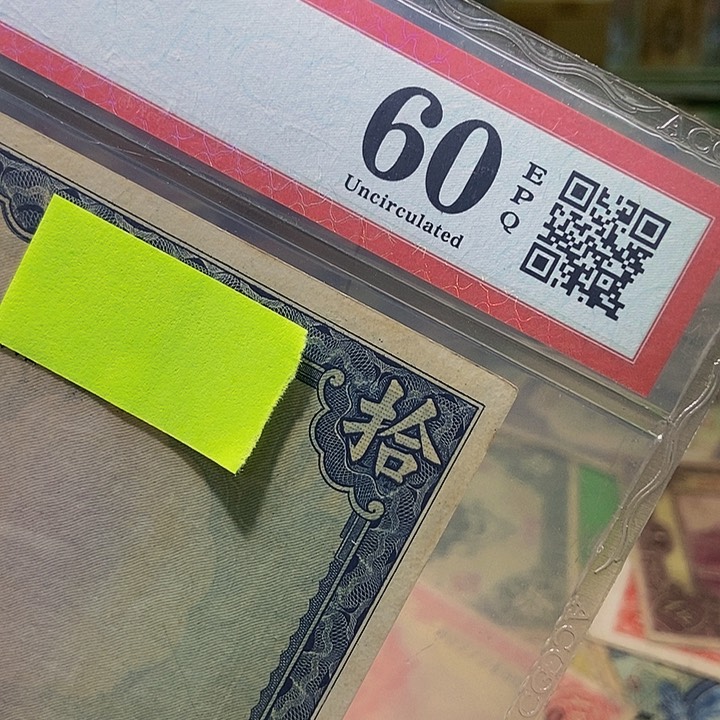 60
EPQ
Uncirculated
拾